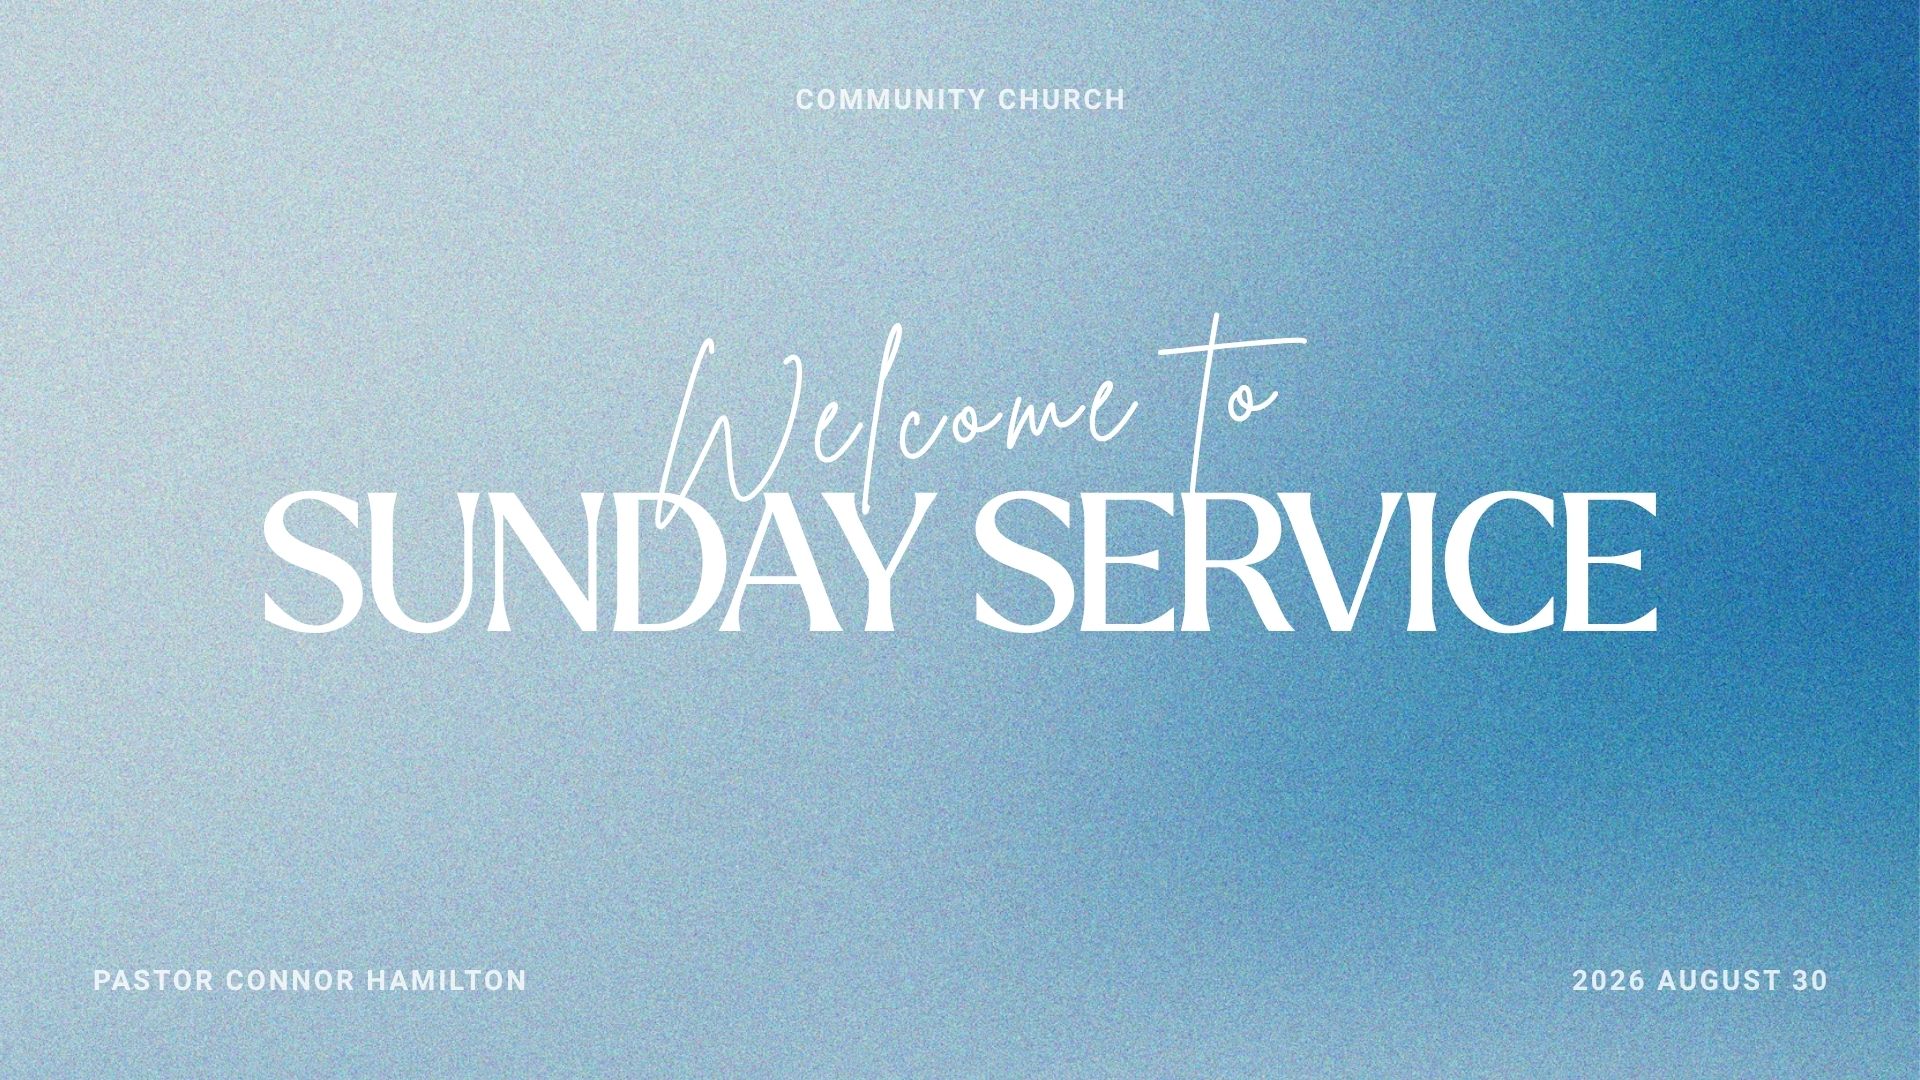 COMMUNITY CHURCH
Welcome to
SUNDAY SERVICE
PASTOR CONNOR HAMILTON
2026 AUGUST 30